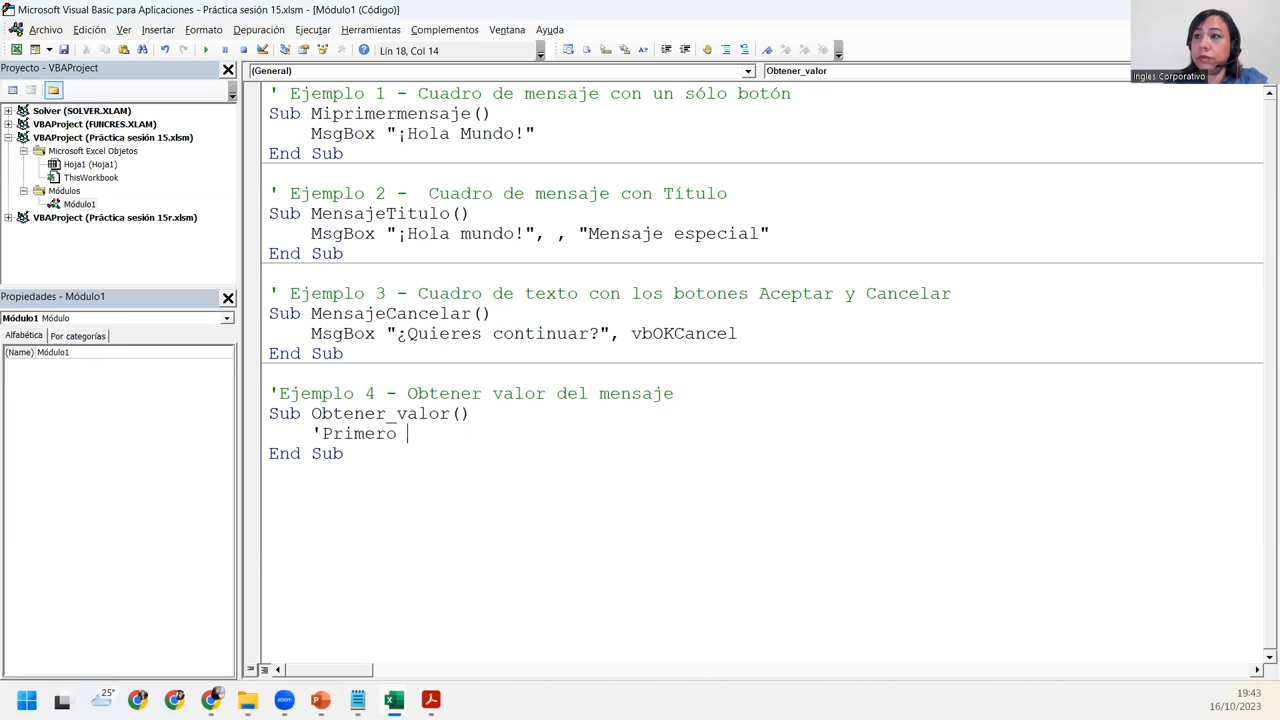 Microsoft Visual Basic para Aplicaciones - Práctica sesión 15.xlsm - [Módulo1 (Código)]
Archivo Edición Ver Insertar Formato Depuración Ejecutar Herramientas Complementos Ventana Ayuda
Lín 18, Col 14
Ingles Corporativo
Proyecto - VBAProject
(General)
Obtener_valor
Solver (SOLVER.XLAM)
VBAProject (FUNCRES.XLAM)
VBAProject (Práctica sesión 15.xlsm)
Microsoft Excel Objetos
Hoja1 (Hoja1)
ThisWorkbook
Módulos
Módulo1
VBAProject (Práctica sesión 15r.xlsm)
Propiedades - Módulo1
Módulo1 Módulo
Alfabética Por categorías
(Name) Módulo1
' Ejemplo 1 - Cuadro de mensaje con un sólo botón
Sub Miprimermensaje()
MsgBox "¡Hola Mundo!"
End Sub
' Ejemplo 2 -  Cuadro de mensaje con Título
Sub MensajeTitulo()
MsgBox "¡Hola mundo!", , "Mensaje especial"
End Sub
' Ejemplo 3 - Cuadro de texto con los botones Aceptar y Cancelar
Sub MensajeCancelar()
MsgBox "¿Quieres continuar?", vbOKCancel
End Sub
'Ejemplo 4 - Obtener valor del mensaje
Sub Obtener_valor()
'Primero
End Sub
25°
zoom
19:43
16/10/2023